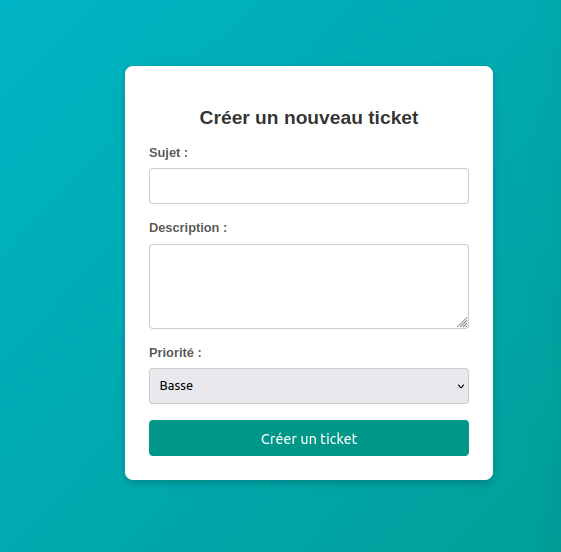 Créer un nouveau ticket
Sujet :
Description :
Priorité :
Basse
Créer un ticket